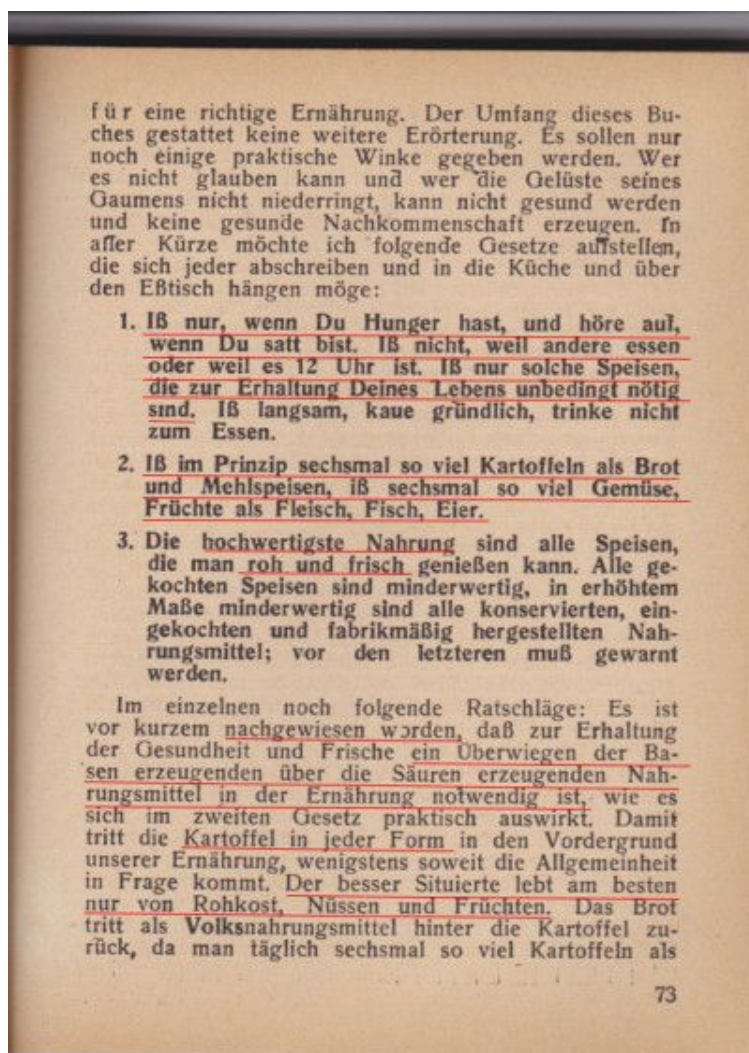 für eine richtige Ernährung. Der Umfang dieses Bu-
ches gestattet keine weitere Erörterung. Es sollen nur
noch einige praktische Winke gegeben werden. Wer
es nicht glauben kann und wer die Gelüste seines
Gaumens nicht niederringt, kann nicht gesund werden
und keine gesunde Nachkommenschaft erzeugen. In
aller Kürze möchte ich folgende Gesetze aufstellen,
die sich jeder abschreiben und in die Küche und über
den Eßtisch hängen möge:
1. Iß nur, wenn Du Hunger hast, und höre auf,
wenn Du satt bist. Iß nicht, weil andere essen
oder weil es 12 Uhr ist. Iß nur solche Speisen,
die zur Erhaltung Deines Lebens unbedingt nötig
sind. Iß langsam, kaue gründlich, trinke nicht
zum Essen.
2. Iß im Prinzip sechsmal so viel Kartoffeln als Brot
und Mehlspeisen, iß sechsmal so viel Gemüse,
Früchte als Fleisch, Fisch, Eier.
3. Die hochwertigste Nahrung sind alle Speisen,
die man roh und frisch genießen kann. Alle ge-
kochten Speisen sind minderwertig, in erhöhtem
Maße minderwertig sind alle konservierten, ein-
gekochten und fabrikmäßig hergestellten Nah-
rungsmittel; vor den letzteren muß gewarnt
werden.
Im einzelnen noch folgende Ratschläge: Es ist
vor kurzem nachgewiesen worden, daß zur Erhaltung
der Gesundheit und Frische ein Überwiegen der Ba-
sen erzeugenden über die Säuren erzeugenden Nah-
rungsmittel in der Ernährung notwendig ist, wie es
sich im zweiten Gesetz praktisch auswirkt. Damit
tritt die Kartoffel in jeder Form in den Vordergrund
unserer Ernährung, wenigstens soweit die Allgemeinheit
in Frage kommt. Der besser Situierte lebt am besten
nur von Rohkost, Nüssen und Früchten. Das Brot
tritt als Volksnahrungsmittel hinter die Kartoffel zu-
rück, da man täglich sechsmal so viel Kartoffeln als
73